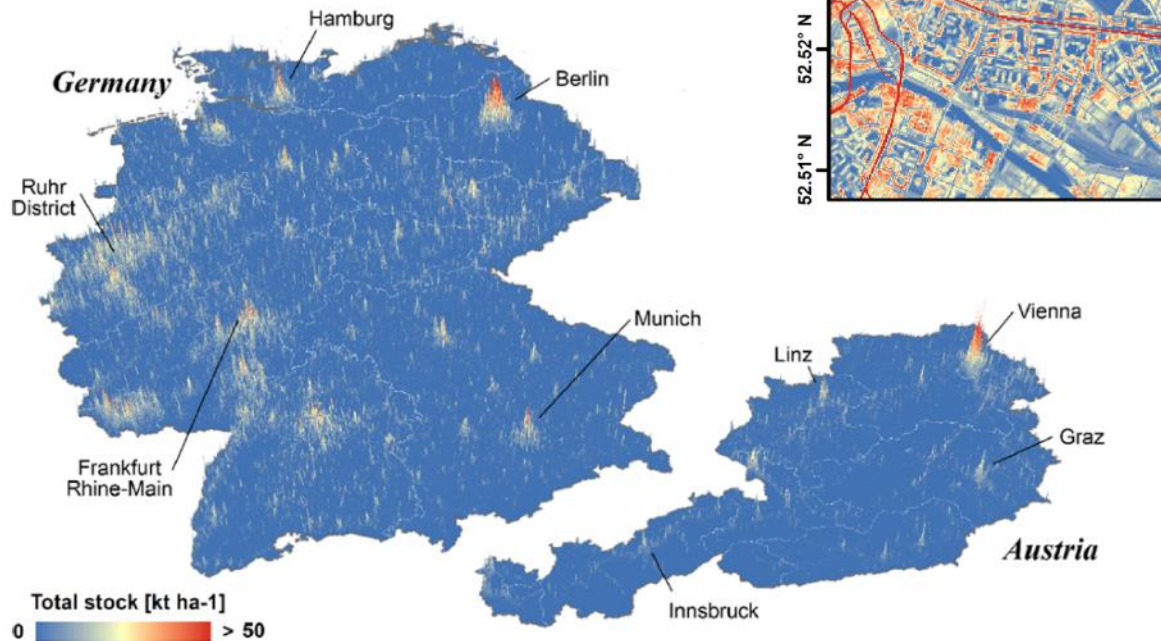 Hamburg
Germany
Berlin
52.52° N
52.51° N
Ruhr
District
Munich
Vienna
Linz
Graz
Frankfurt
Rhine-Main
Austria
Innsbruck
Total stock [kt ha-1]
0
> 50